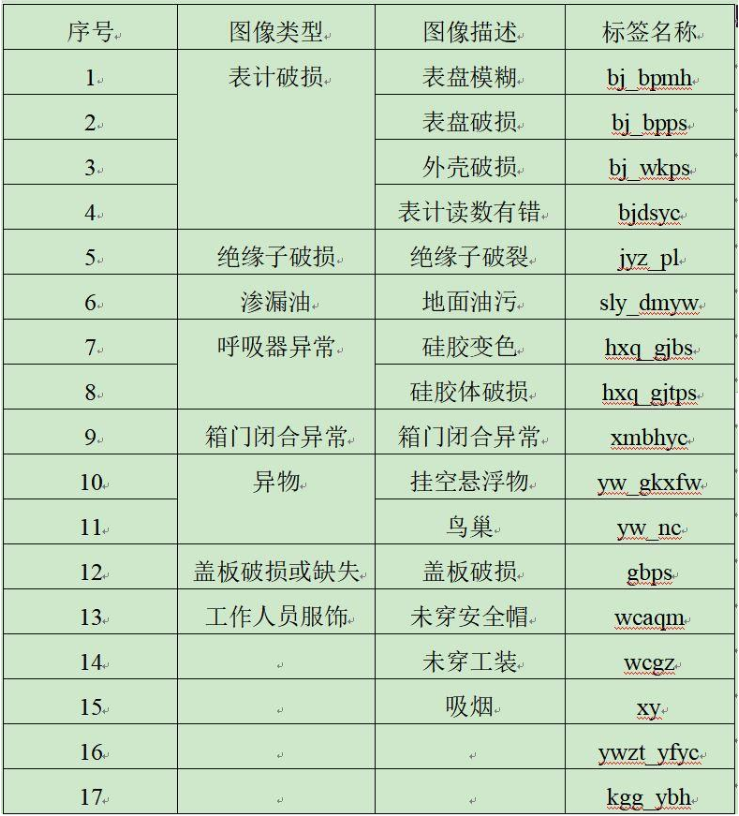 序号 图像类型 图像描述 标签名称
1 表计破损 表盘模糊 bj_bpmh
2 表盘破损 bj_bpps
3 外壳破损 bj_wkps
4 表计读数有错 bjdsyc
5 绝缘子破损 绝缘子破裂 jyz_pl
6 渗漏油 地面油污 sly_dmyw
7 呼吸器异常 硅胶变色 hxq_gjbs
8 硅胶体破损 hxq_gjtps
9 箱门闭合异常 箱门闭合异常 xmbhyc
10 异物 挂空悬浮物 yw_gkxfw
11 鸟巢 yw_nc
12 盖板破损或缺失 盖板破损 gbps
13 工作人员服饰 未穿安全帽 wcaqm
14 未穿工装 wcgz
15 吸烟 xy
16 ywzt_yfyc
17 kgg_ybh